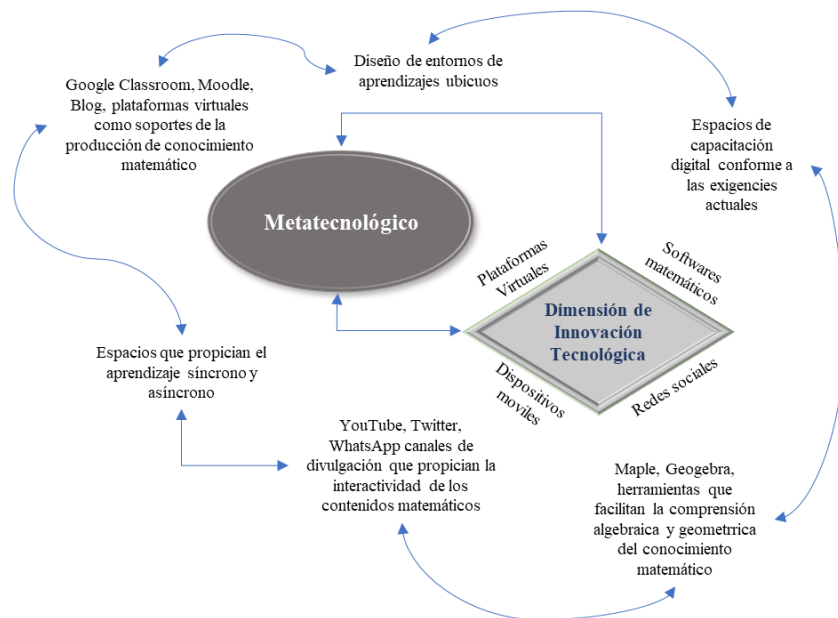 Diseño de entornos de
aprendizajes ubicuos
Google Classroom, Moodle,
Blog, plataformas virtuales
como soportes de la
producción de conocimiento
matemático
Espacios de
capacitación
digital conforme a
las exigencies
actuales
Metatecnológico
Plataformas
Virtuales
Softwares
matemáticos
Dimensión de
Innovación
Tecnológica
Dispositivos
moviles
Redes sociales
Espacios que propician el
aprendizaje síncrono y
asíncrono
YouTube, Twitter,
WhatsApp canales de
divulgación que propician la
interactividad de los
contenidos matemáticos
Maple, Geogebra,
herramientas que
facilitan la comprensión
algebraica y geometrrica
del conocimiento
matemático